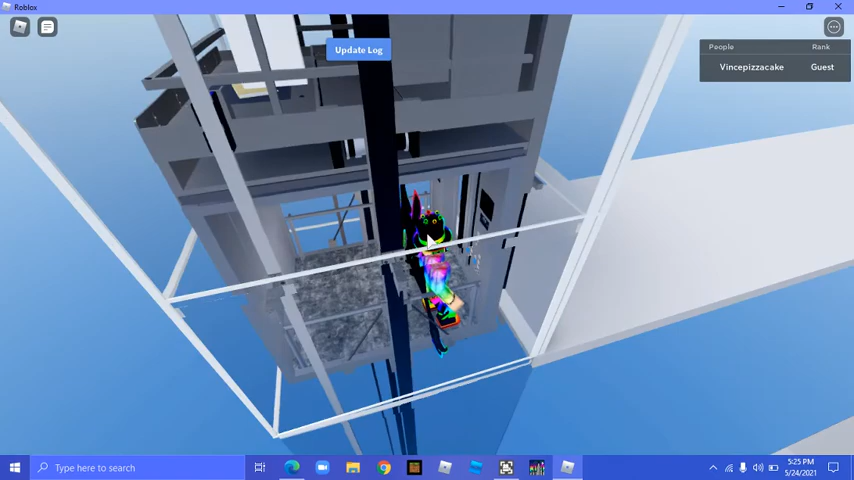 Roblox
Update Log
People Rank
Vincepizzacake Guest
Type here to search
5:25 PM
5/24/2021